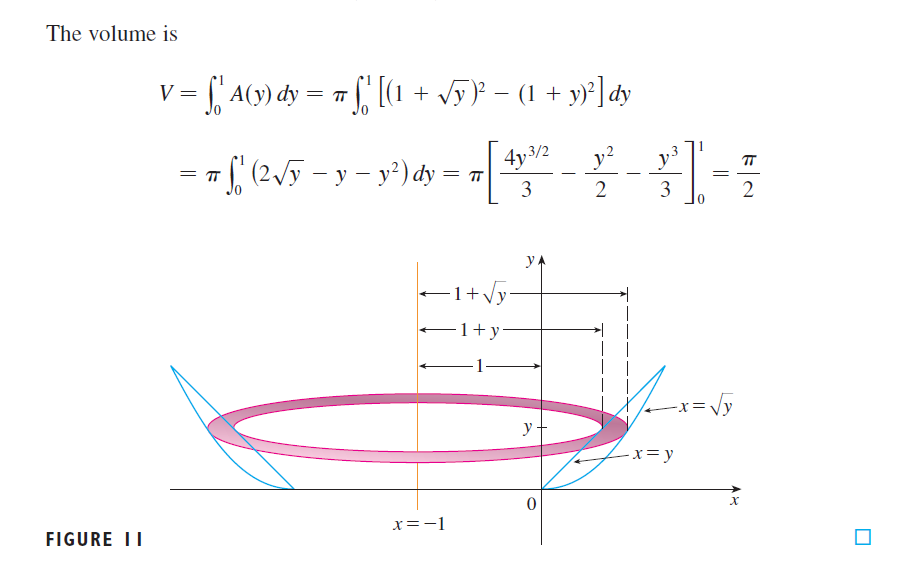 The volume is
V = ∫₀¹ A(y) dy = π ∫₀¹ [(1 + √y)² − (1 + y)²] dy
= π ∫₀¹ (2√y − y − y²) dy = π [4y^{3/2}/3 − y²/2 − y³/3]₀¹ = π/2
y
1+√y
1+y
1
x=√y
y
x=y
0
x
x=−1
FIGURE 11